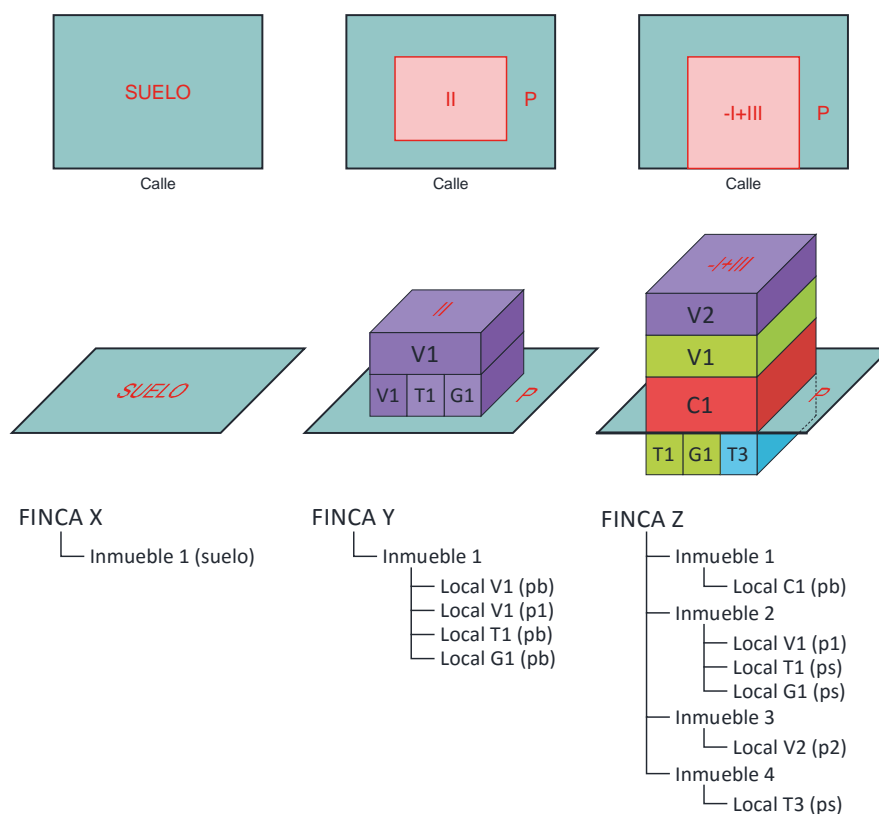 SUELO
II P
-I+III P
Calle Calle Calle
SUELO
II
V1
V1 T1 G1
P
-I+III
V2
V1
C1
P
T1 G1 T3
FINCA X
Inmueble 1 (suelo)
FINCA Y
Inmueble 1
Local V1 (pb)
Local V1 (p1)
Local T1 (pb)
Local G1 (pb)
FINCA Z
Inmueble 1
Local C1 (pb)
Inmueble 2
Local V1 (p1)
Local T1 (ps)
Local G1 (ps)
Inmueble 3
Local V2 (p2)
Inmueble 4
Local T3 (ps)